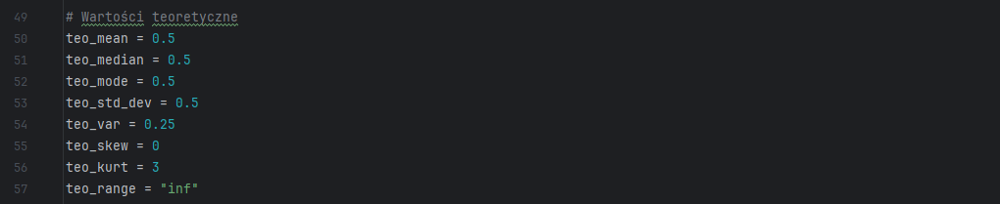 49 # Wartości teoretyczne
50 teo_mean = 0.5
51 teo_median = 0.5
52 teo_mode = 0.5
53 teo_std_dev = 0.5
54 teo_var = 0.25
55 teo_skew = 0
56 teo_kurt = 3
57 teo_range = "inf"